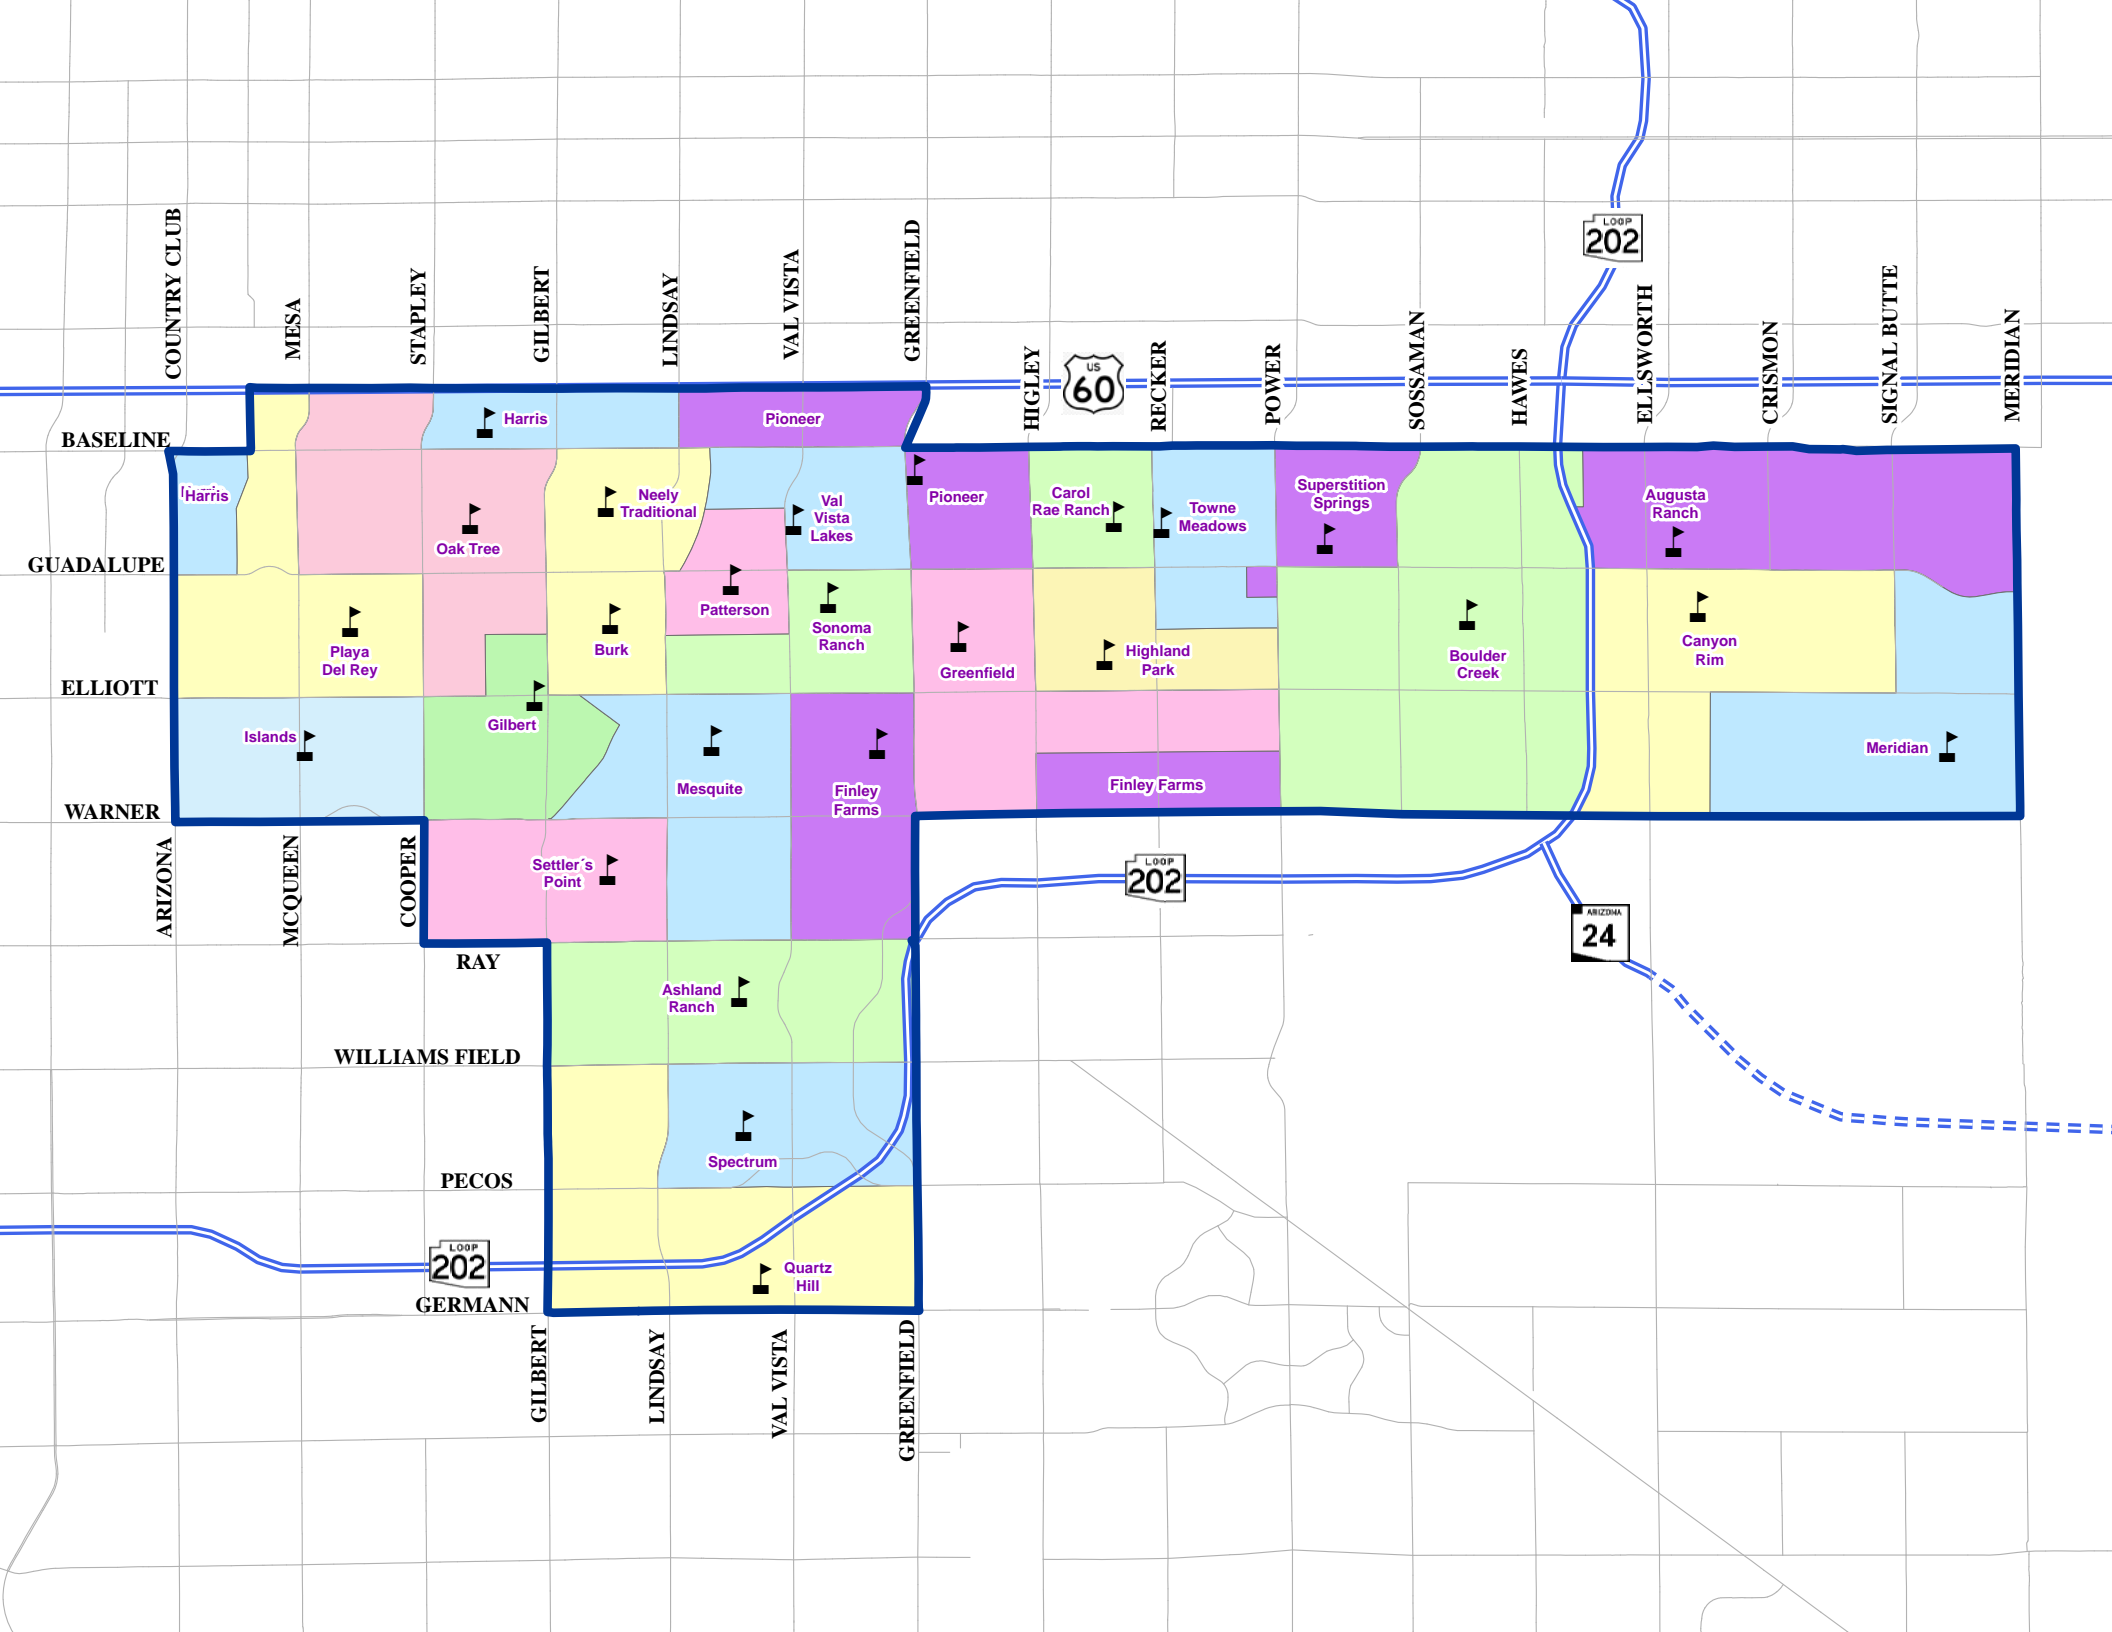 LOOP
202
COUNTRY CLUB
MESA
STAPLEY
GILBERT
LINDSAY
VAL VISTA
GREENFIELD
HIGLEY
US
60
RECKER
POWER
SOSSAMAN
HAWES
ELLSWORTH
CRISMON
SIGNAL BUTTE
MERIDIAN
BASELINE
GUADALUPE
ELLIOTT
WARNER
Harris
Pioneer
Harris
Oak Tree
Neely
Traditional
Val
Vista
Lakes
Pioneer
Carol
Rae Ranch
Towne
Meadows
Superstition
Springs
Augusta
Ranch
Playa
Del Rey
Burk
Patterson
Sonoma
Ranch
Greenfield
Highland
Park
Boulder
Creek
Canyon
Rim
Islands
Gilbert
Mesquite
Finley
Farms
Finley Farms
Meridian
ARIZONA
MCQUEEN
COOPER
Settler´s
Point
LOOP
202
ARIZONA
24
RAY
Ashland
Ranch
WILLIAMS FIELD
Spectrum
PECOS
LOOP
202
Quartz
Hill
GERMANN
GILBERT
LINDSAY
VAL VISTA
GREENFIELD